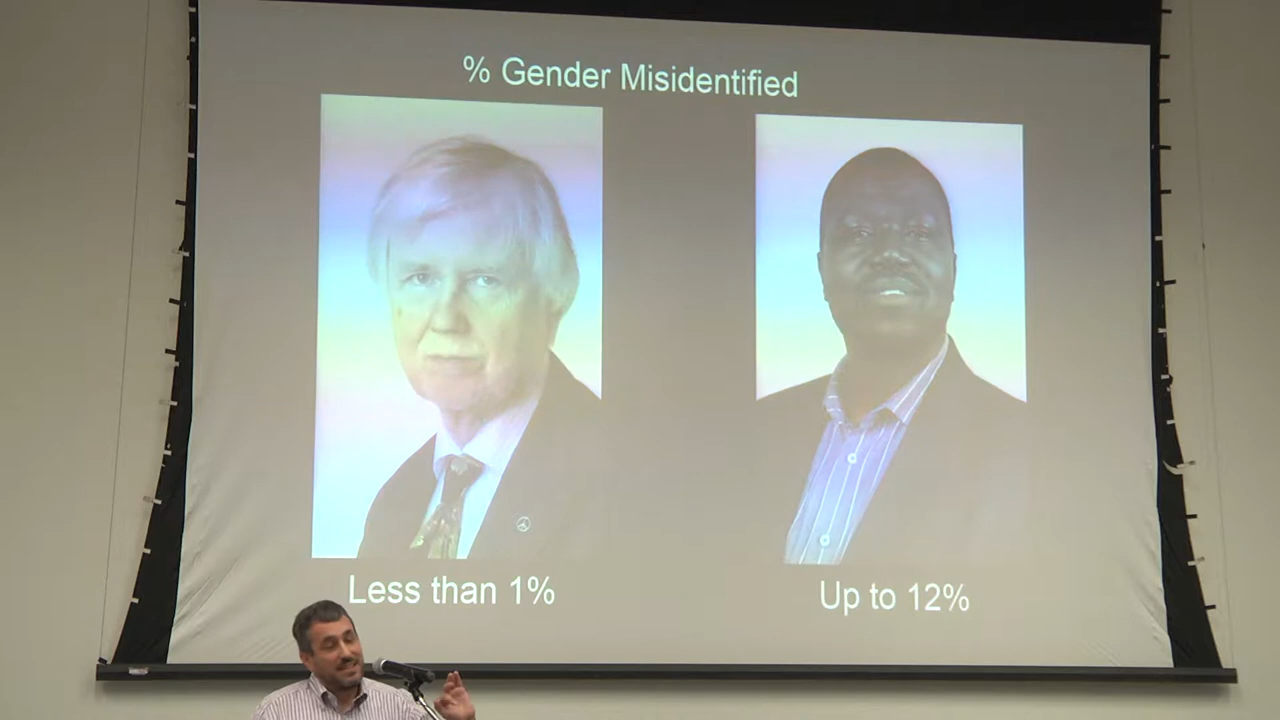 % Gender Misidentified
Less than 1%
Up to 12%